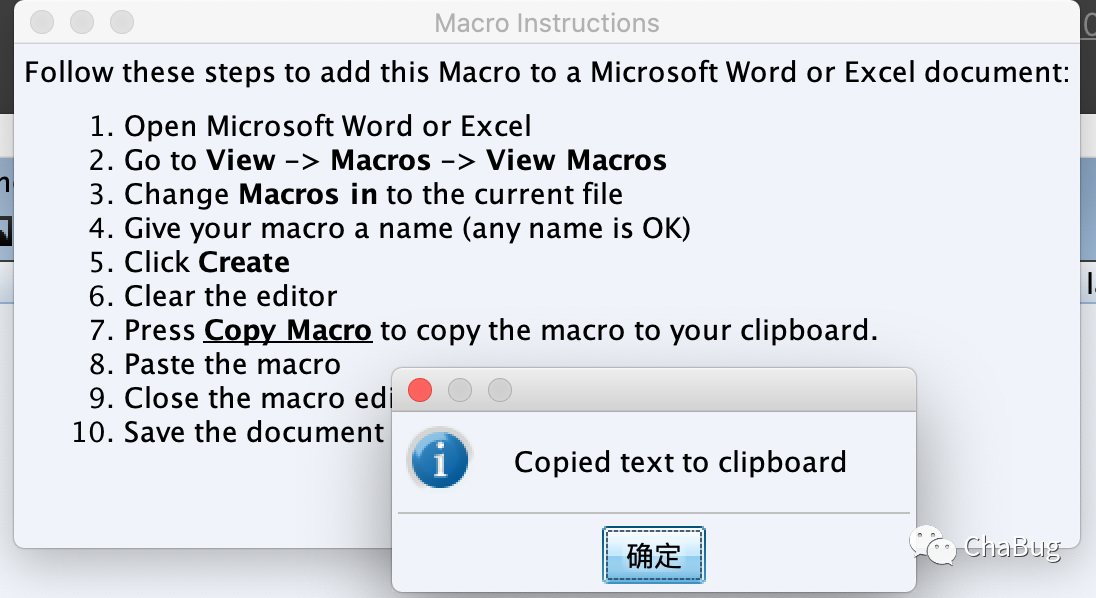 Macro Instructions
Follow these steps to add this Macro to a Microsoft Word or Excel document:
1. Open Microsoft Word or Excel
2. Go to View -> Macros -> View Macros
3. Change Macros in to the current file
4. Give your macro a name (any name is OK)
5. Click Create
6. Clear the editor
7. Press Copy Macro to copy the macro to your clipboard.
8. Paste the macro
9. Close the macro edi
10. Save the document
Copied text to clipboard
确定
ChaBug